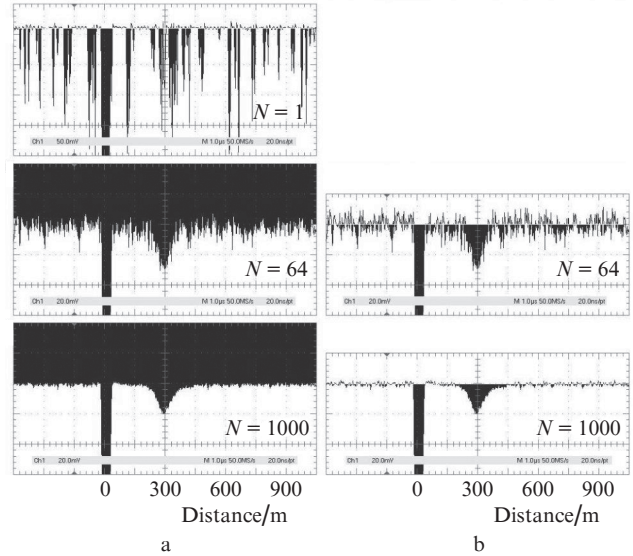 N = 1
Ch1 50.0mV M 1.0µs 50.0MS/s 20.0ns/pt
N = 64
Ch1 20.0mV M 1.0µs 50.0MS/s 20.0ns/pt
N = 64
Ch1 20.0mV M 1.0µs 50.0MS/s 20.0ns/pt
N = 1000
Ch1 20.0mV M 1.0µs 50.0MS/s 20.0ns/pt
N = 1000
Ch1 20.0mV M 1.0µs 50.0MS/s 20.0ns/pt
0 300 600 900
Distance/m
a
0 300 600 900
Distance/m
b